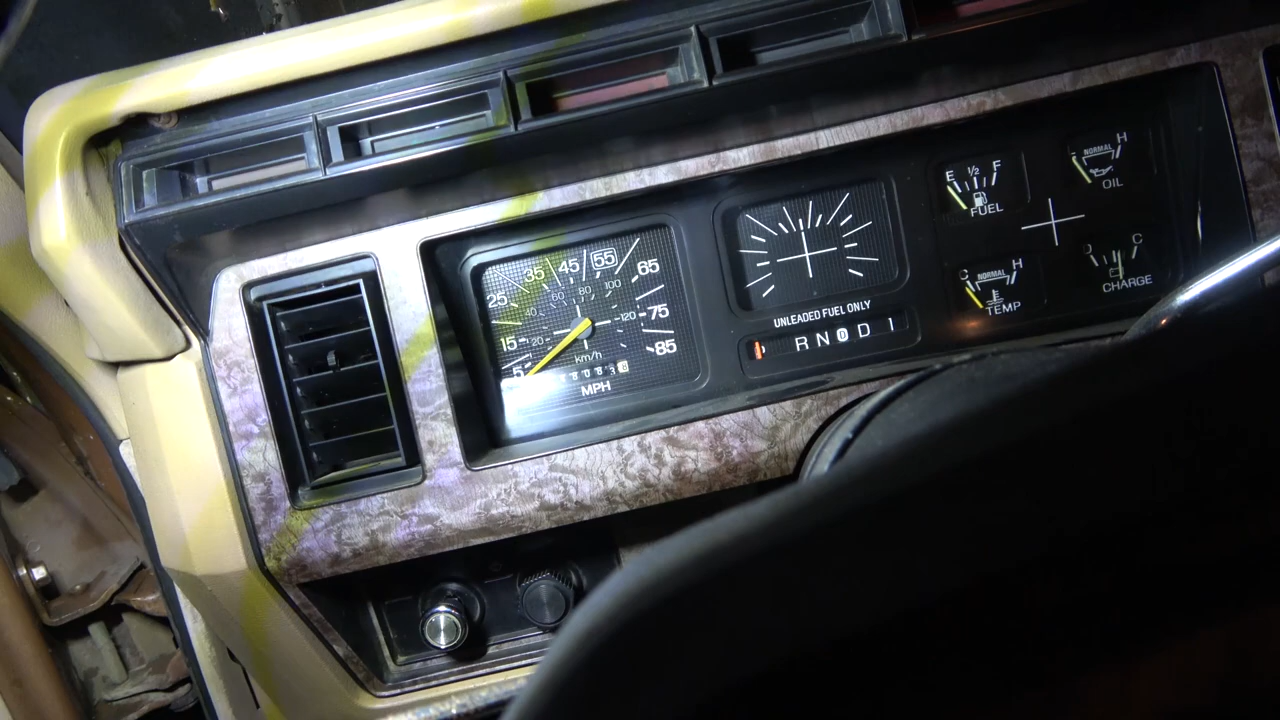 5 15 25 35 45 55 65 75 85
20 40 60 80 100 120
km/h
MPH
UNLEADED FUEL ONLY
R N O D 1
E 1/2 F
FUEL
NORMAL H
OIL
C NORMAL H
TEMP
D C
CHARGE